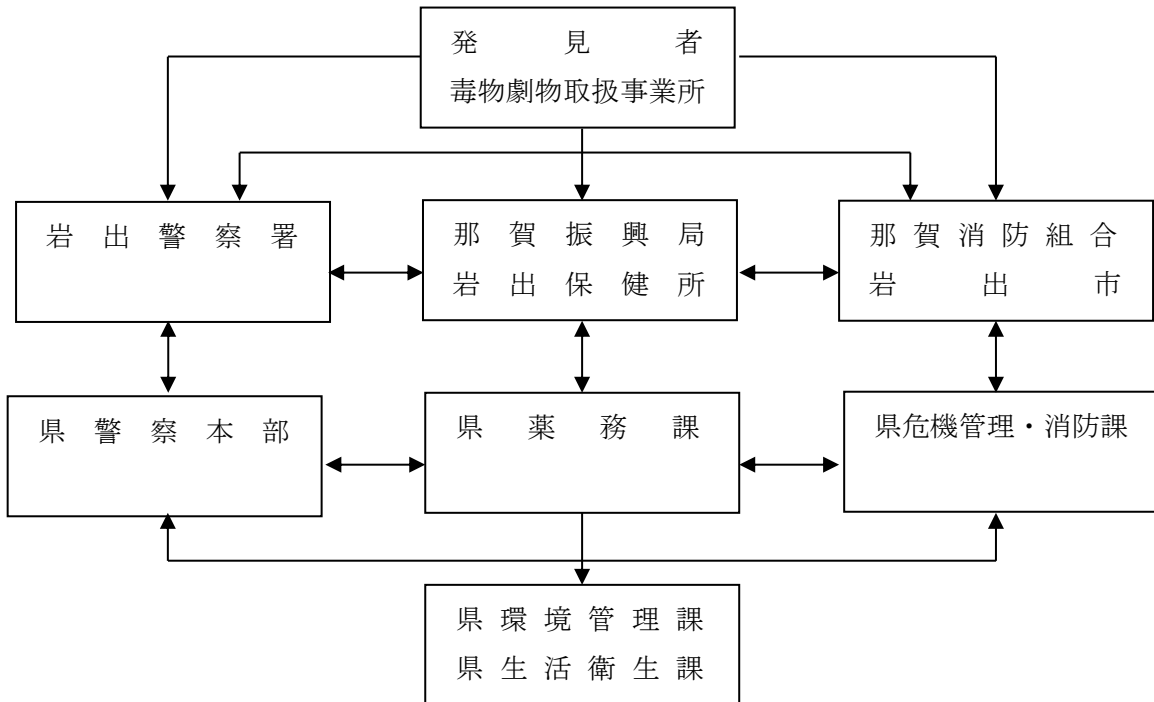 発見者
毒物劇物取扱事業所
岩出警察署
那賀振興局
岩出保健所
那賀消防組合
岩出市
県警察本部
県薬務課
県危機管理・消防課
県環境管理課
県生活衛生課